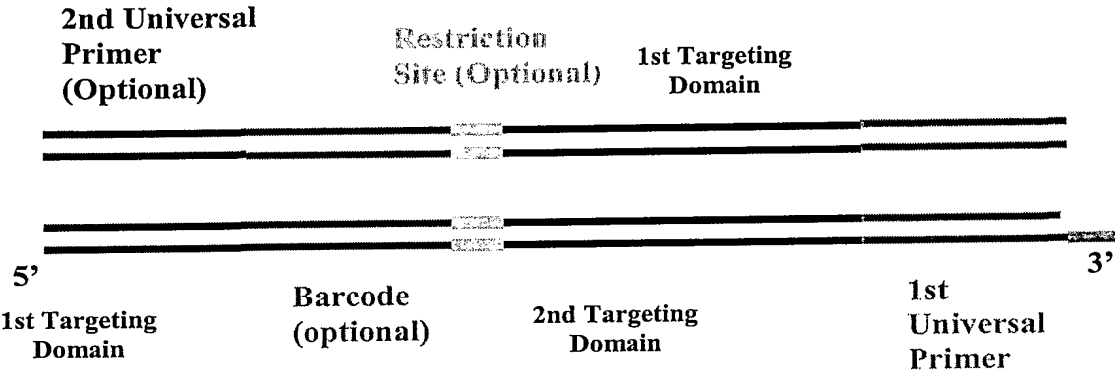 2nd Universal
Primer
(Optional)
Restriction
Site (Optional)
1st Targeting
Domain
5'
3'
1st Targeting
Domain
Barcode
(optional)
2nd Targeting
Domain
1st
Universal
Primer